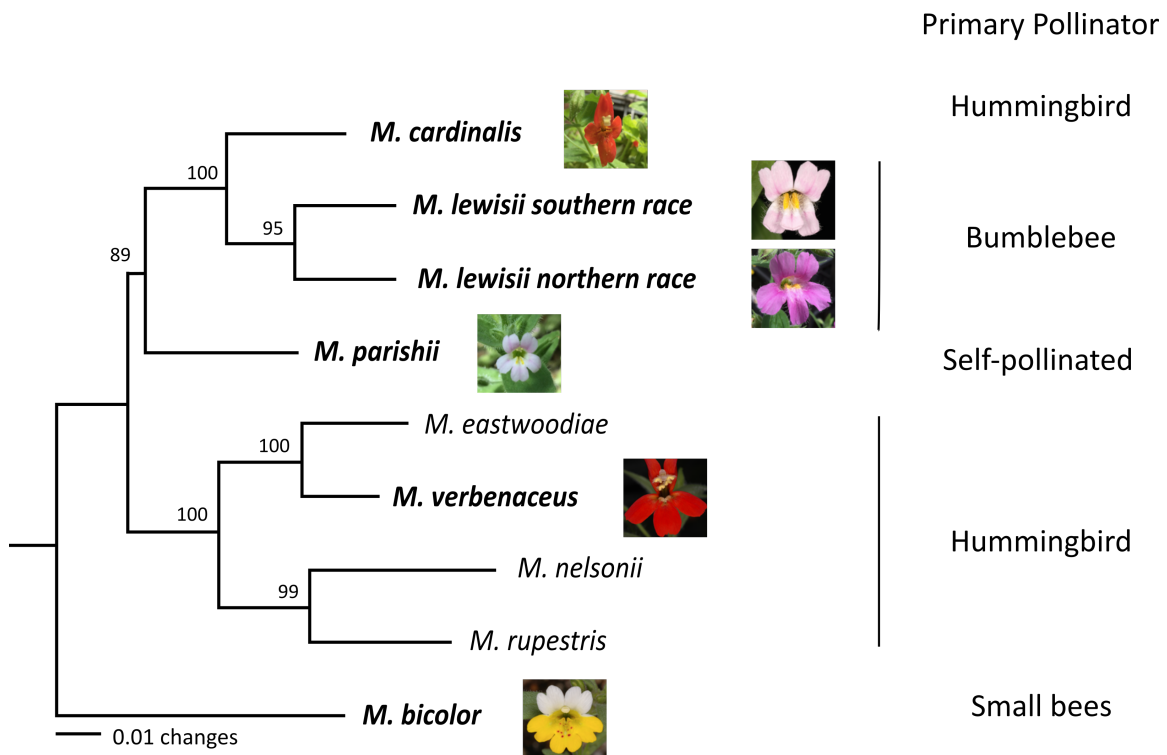 Primary Pollinator
Hummingbird
M. cardinalis
100
M. lewisii southern race
95
Bumblebee
89
M. lewisii northern race
M. parishii
Self-pollinated
M. eastwoodiae
100
M. verbenaceus
100
Hummingbird
M. nelsonii
99
M. rupestris
M. bicolor
Small bees
0.01 changes